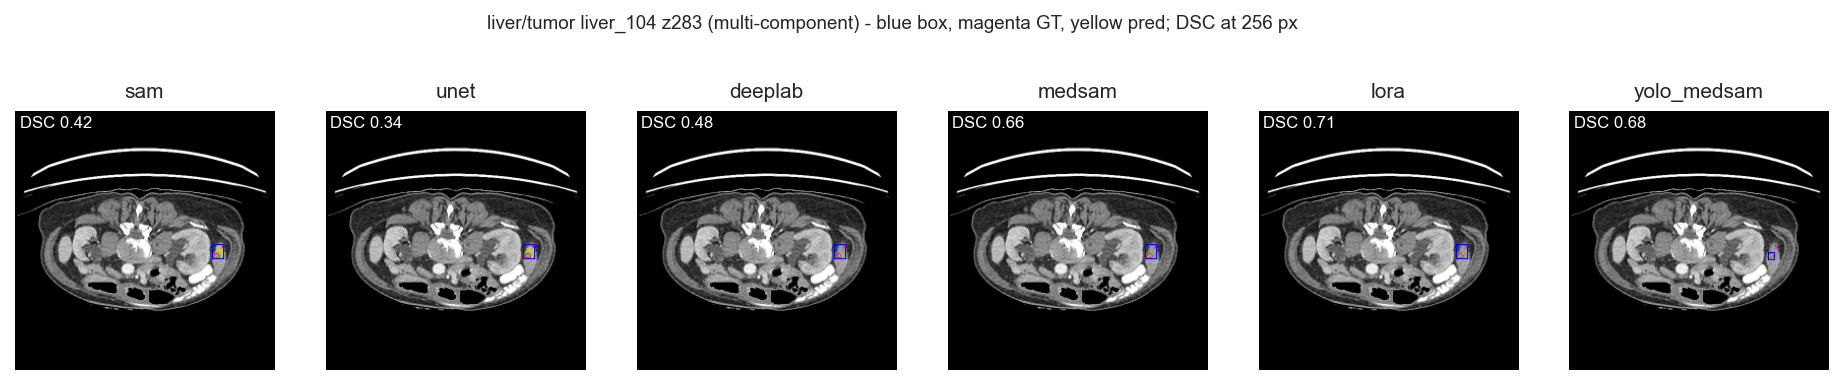 liver/tumor liver_104 z283 (multi-component) - blue box, magenta GT, yellow pred; DSC at 256 px
sam unet deeplab medsam lora yolo_medsam
DSC 0.42 DSC 0.34 DSC 0.48 DSC 0.66 DSC 0.71 DSC 0.68